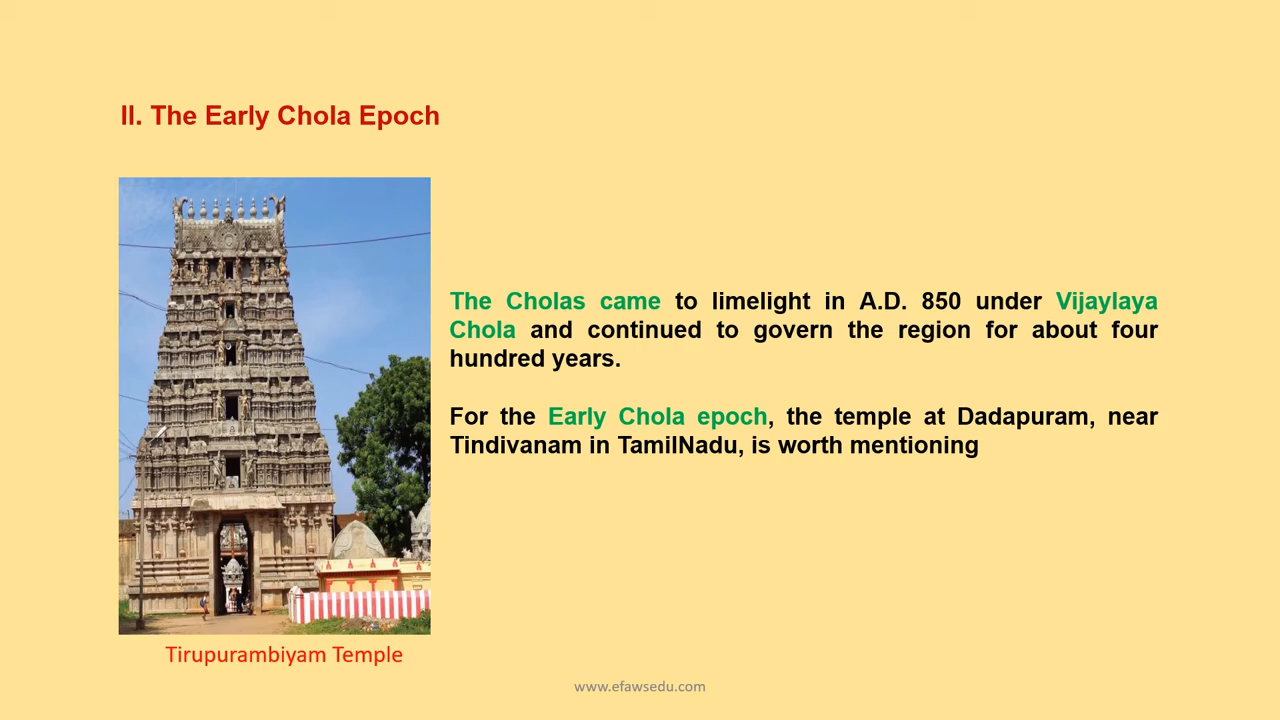 II. The Early Chola Epoch
The Cholas came to limelight in A.D. 850 under Vijaylaya
Chola and continued to govern the region for about four
hundred years.
For the Early Chola epoch, the temple at Dadapuram, near
Tindivanam in TamilNadu, is worth mentioning
Tirupurambiyam Temple
www.efawsedu.com